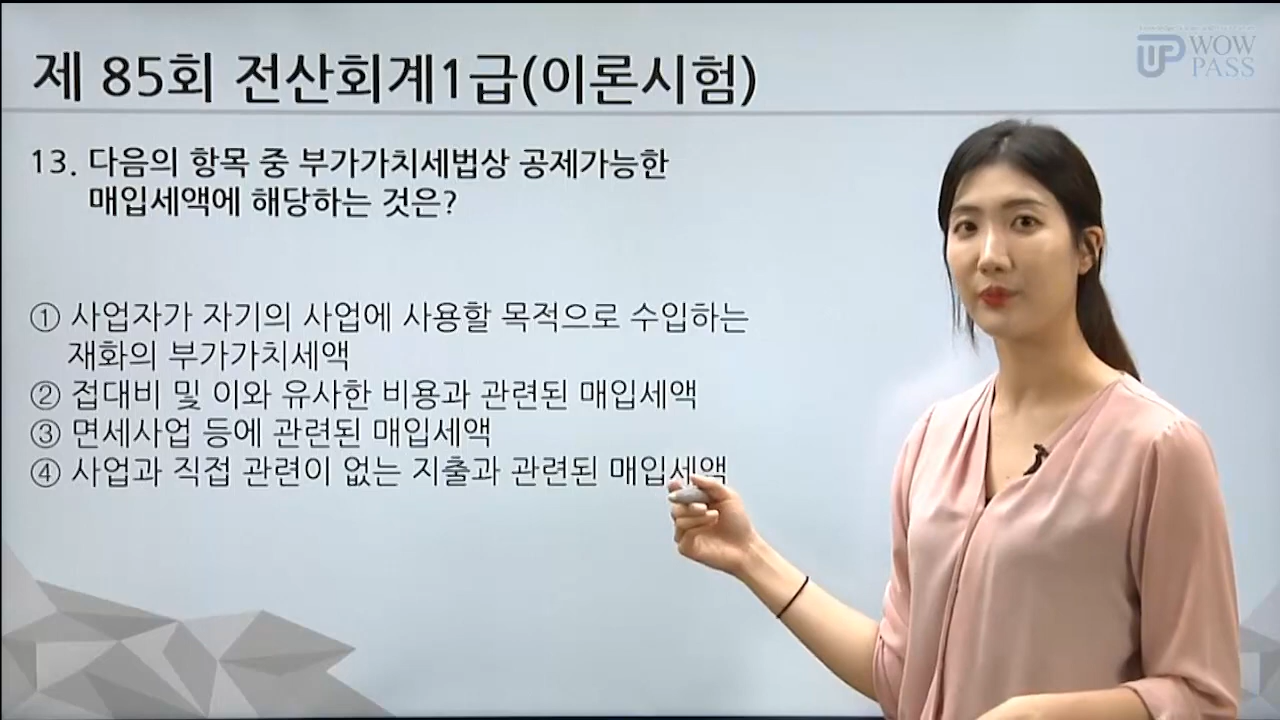 제 85회 전산회계1급(이론시험)
UP WOW
PASS
13. 다음의 항목 중 부가가치세법상 공제가능한
매입세액에 해당하는 것은?
① 사업자가 자기의 사업에 사용할 목적으로 수입하는
재화의 부가가치세액
② 접대비 및 이와 유사한 비용과 관련된 매입세액
③ 면세사업 등에 관련된 매입세액
④ 사업과 직접 관련이 없는 지출과 관련된 매입세액